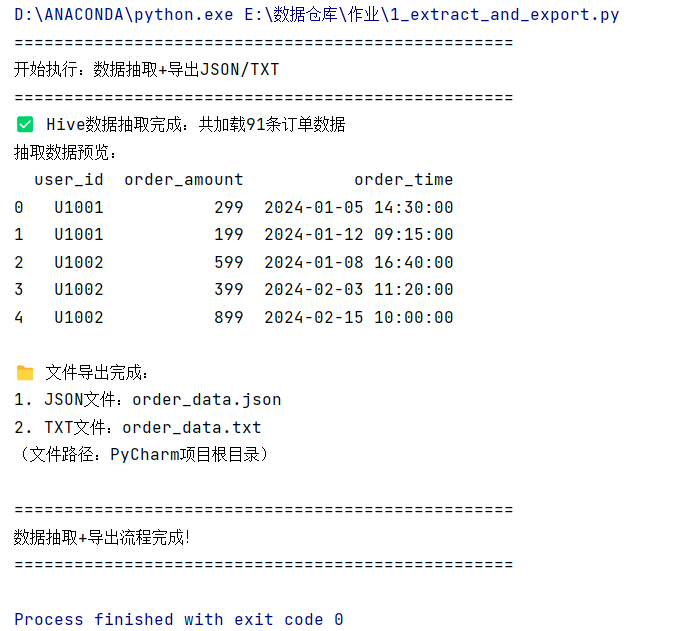 D:\ANACONDA\python.exe E:\数据仓库\作业\1_extract_and_export.py
==================================================
开始执行：数据抽取+导出JSON/TXT
==================================================
✅ Hive数据抽取完成：共加载91条订单数据
抽取数据预览：
  user_id  order_amount           order_time
0   U1001           299  2024-01-05 14:30:00
1   U1001           199  2024-01-12 09:15:00
2   U1002           599  2024-01-08 16:40:00
3   U1002           399  2024-02-03 11:20:00
4   U1002           899  2024-02-15 10:00:00
📁 文件导出完成：
1. JSON文件：order_data.json
2. TXT文件：order_data.txt
（文件路径：PyCharm项目根目录）
==================================================
数据抽取+导出流程完成！
==================================================
Process finished with exit code 0